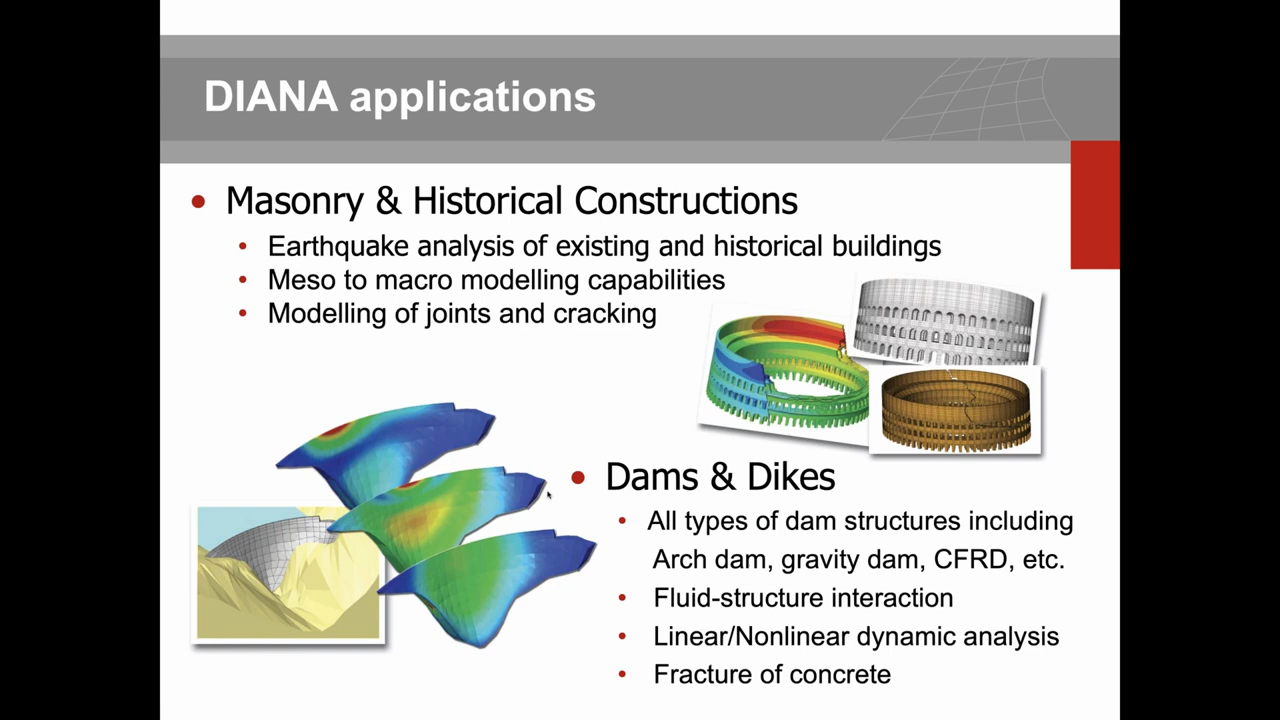 DIANA applications
• Masonry & Historical Constructions
• Earthquake analysis of existing and historical buildings
• Meso to macro modelling capabilities
• Modelling of joints and cracking
• Dams & Dikes
• All types of dam structures including
Arch dam, gravity dam, CFRD, etc.
• Fluid-structure interaction
• Linear/Nonlinear dynamic analysis
• Fracture of concrete